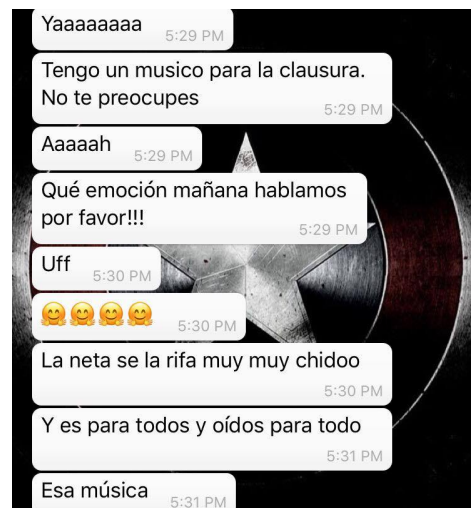 Yaaaaaaaa
5:29 PM
Tengo un musico para la clausura.
No te preocupes
5:29 PM
Aaaaah
5:29 PM
Qué emoción mañana hablamos
por favor!!!
5:29 PM
Uff
5:30 PM
🤗🤗🤗🤗
5:30 PM
La neta se la rifa muy muy chidoo
5:30 PM
Y es para todos y oídos para todo
5:31 PM
Esa música
5:31 PM